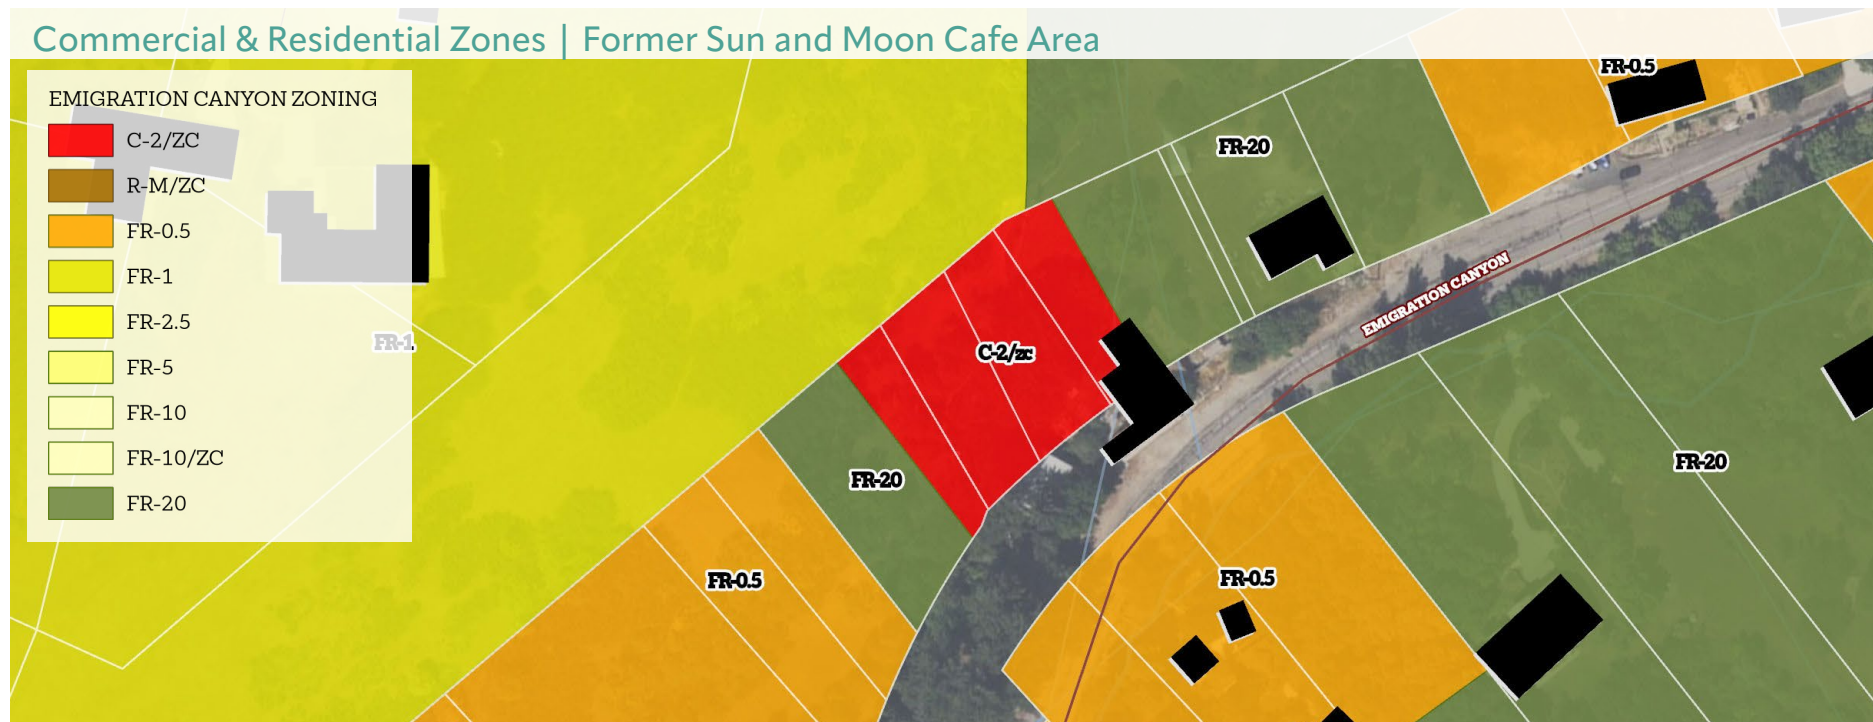 Commercial & Residential Zones | Former Sun and Moon Cafe Area
EMIGRATION CANYON ZONING
C-2/ZC
R-M/ZC
FR-0.5
FR-1
FR-2.5
FR-5
FR-10
FR-10/ZC
FR-20
FR-0.5
FR-20
EMIGRATION CANYON
FR-1
C-2/zc
FR-20
FR-20
FR-0.5
FR-0.5